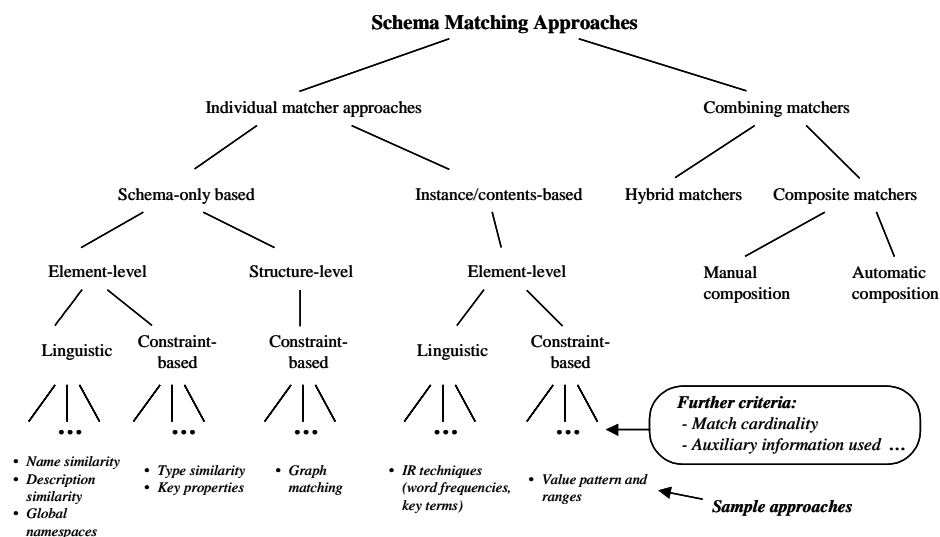 Schema Matching Approaches
Individual matcher approaches
Combining matchers
Schema-only based
Instance/contents-based
Hybrid matchers
Composite matchers
Element-level
Structure-level
Element-level
Manual
composition
Automatic
composition
Linguistic
Constraint-
based
Constraint-
based
Linguistic
Constraint-
based
Further criteria:
- Match cardinality
- Auxiliary information used ...
...
...
...
...
...
• Name similarity
• Description
similarity
• Global
namespaces
• Type similarity
• Key properties
• Graph
matching
• IR techniques
(word frequencies,
key terms)
• Value pattern and
ranges
Sample approaches